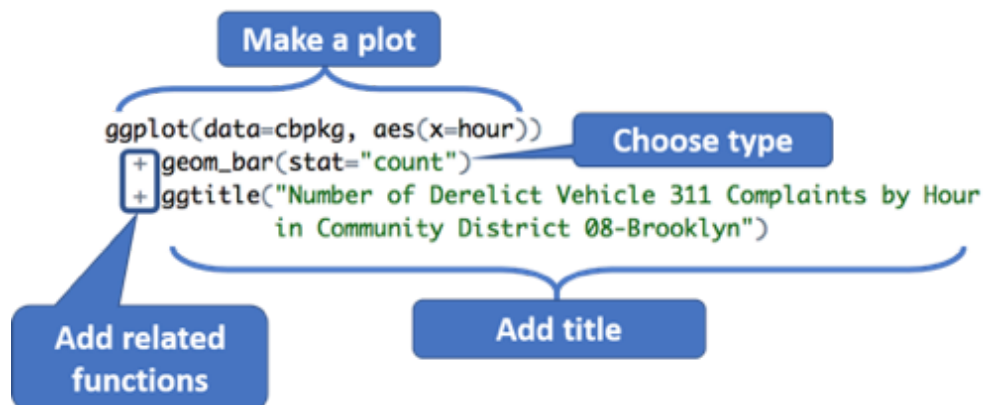 Make a plot
ggplot(data=cbpkg, aes(x=hour))
Choose type
+ geom_bar(stat="count")
+ ggtitle("Number of Derelict Vehicle 311 Complaints by Hour
in Community District 08-Brooklyn")
Add related
functions
Add title